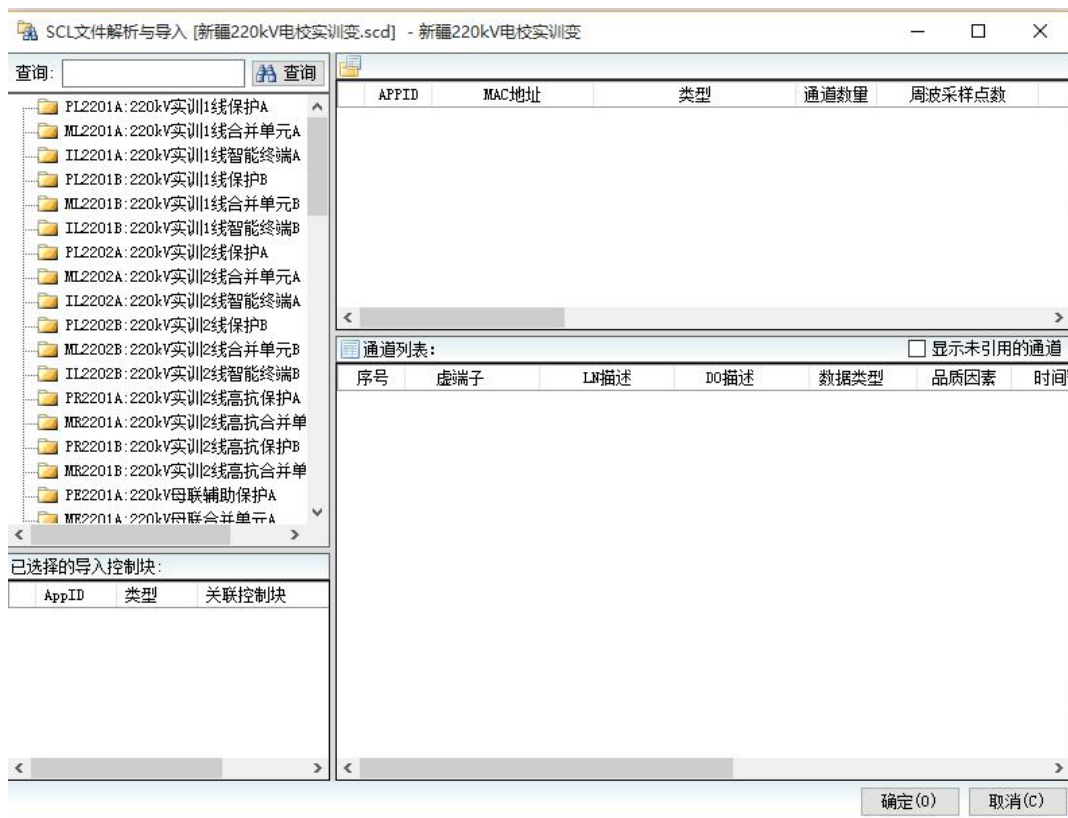 SCL文件解析与导入 [新疆220kV电校实训变.scd] - 新疆220kV电校实训变
查询:
查询
PL2201A:220kV实训1线保护A
ML2201A:220kV实训1线合并单元A
IL2201A:220kV实训1线智能终端A
PL2201B:220kV实训1线保护B
ML2201B:220kV实训1线合并单元B
IL2201B:220kV实训1线智能终端B
PL2202A:220kV实训2线保护A
ML2202A:220kV实训2线合并单元A
IL2202A:220kV实训2线智能终端A
PL2202B:220kV实训2线保护B
ML2202B:220kV实训2线合并单元B
IL2202B:220kV实训2线智能终端B
PR2201A:220kV实训2线高抗保护A
MR2201A:220kV实训2线高抗合并单
PR2201B:220kV实训2线高抗保护B
MR2201B:220kV实训2线高抗合并单
PE2201A:220kV母联辅助保护A
ME2201A:220kV母联合并单元A
已选择的导入控制块:
AppID 类型 关联控制块
APPID MAC地址 类型 通道数量 周波采样点数
通道列表:
显示未引用的通道
序号 虚端子 LN描述 DO描述 数据类型 品质因素 时间
确定(O) 取消(C)